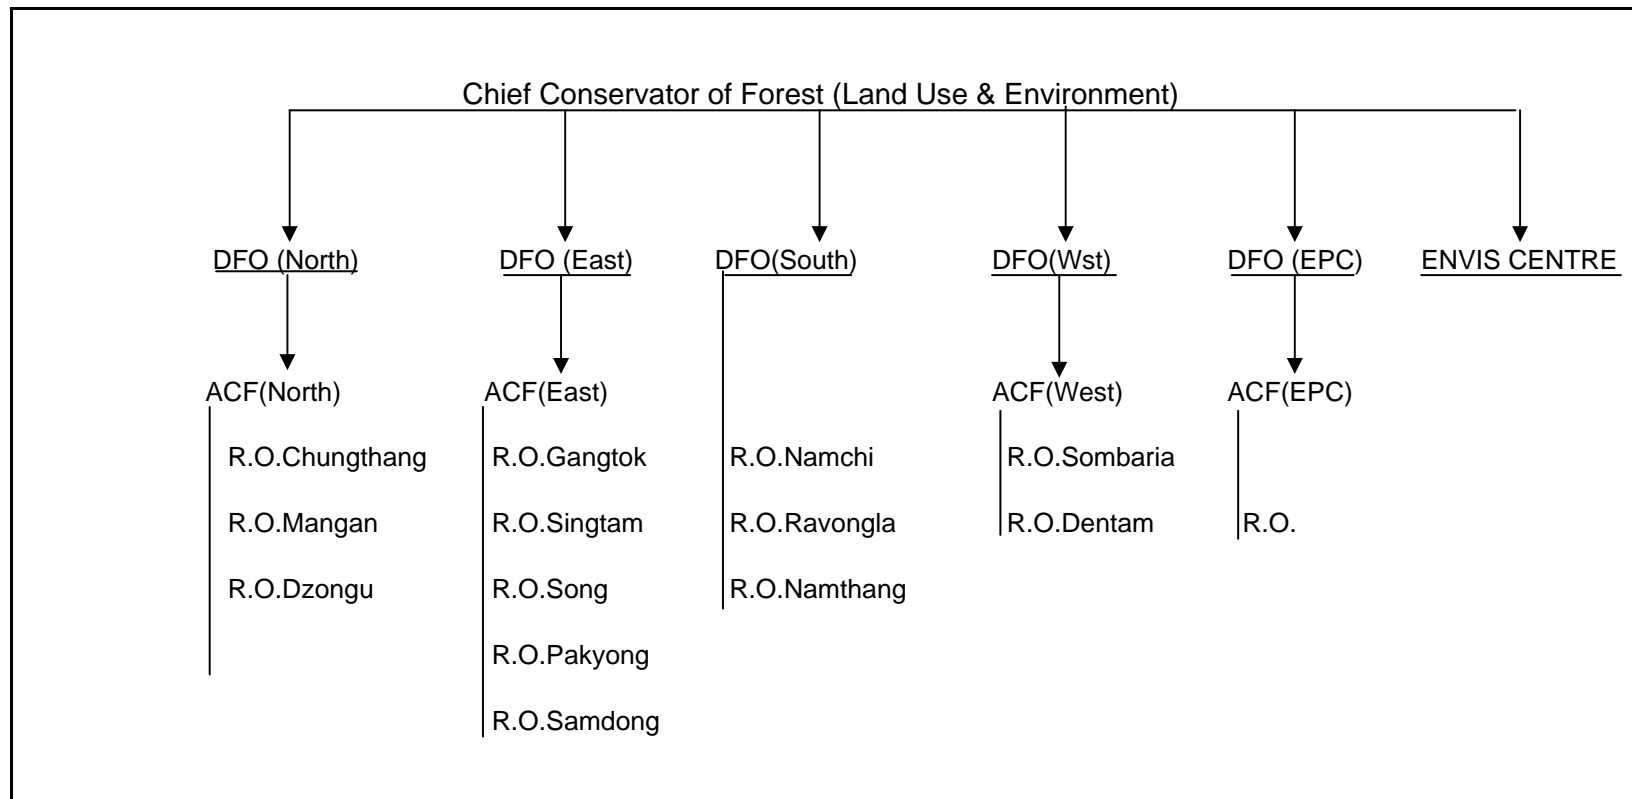 Chief Conservator of Forest (Land Use & Environment)
DFO (North) DFO (East) DFO(South) DFO(Wst) DFO (EPC) ENVIS CENTRE
ACF(North) ACF(East) ACF(West) ACF(EPC)
R.O.Chungthang R.O.Gangtok R.O.Namchi R.O.Sombaria
R.O.Mangan R.O.Singtam R.O.Ravongla R.O.Dentam R.O.
R.O.Dzongu R.O.Song R.O.Namthang
R.O.Pakyong
R.O.Samdong